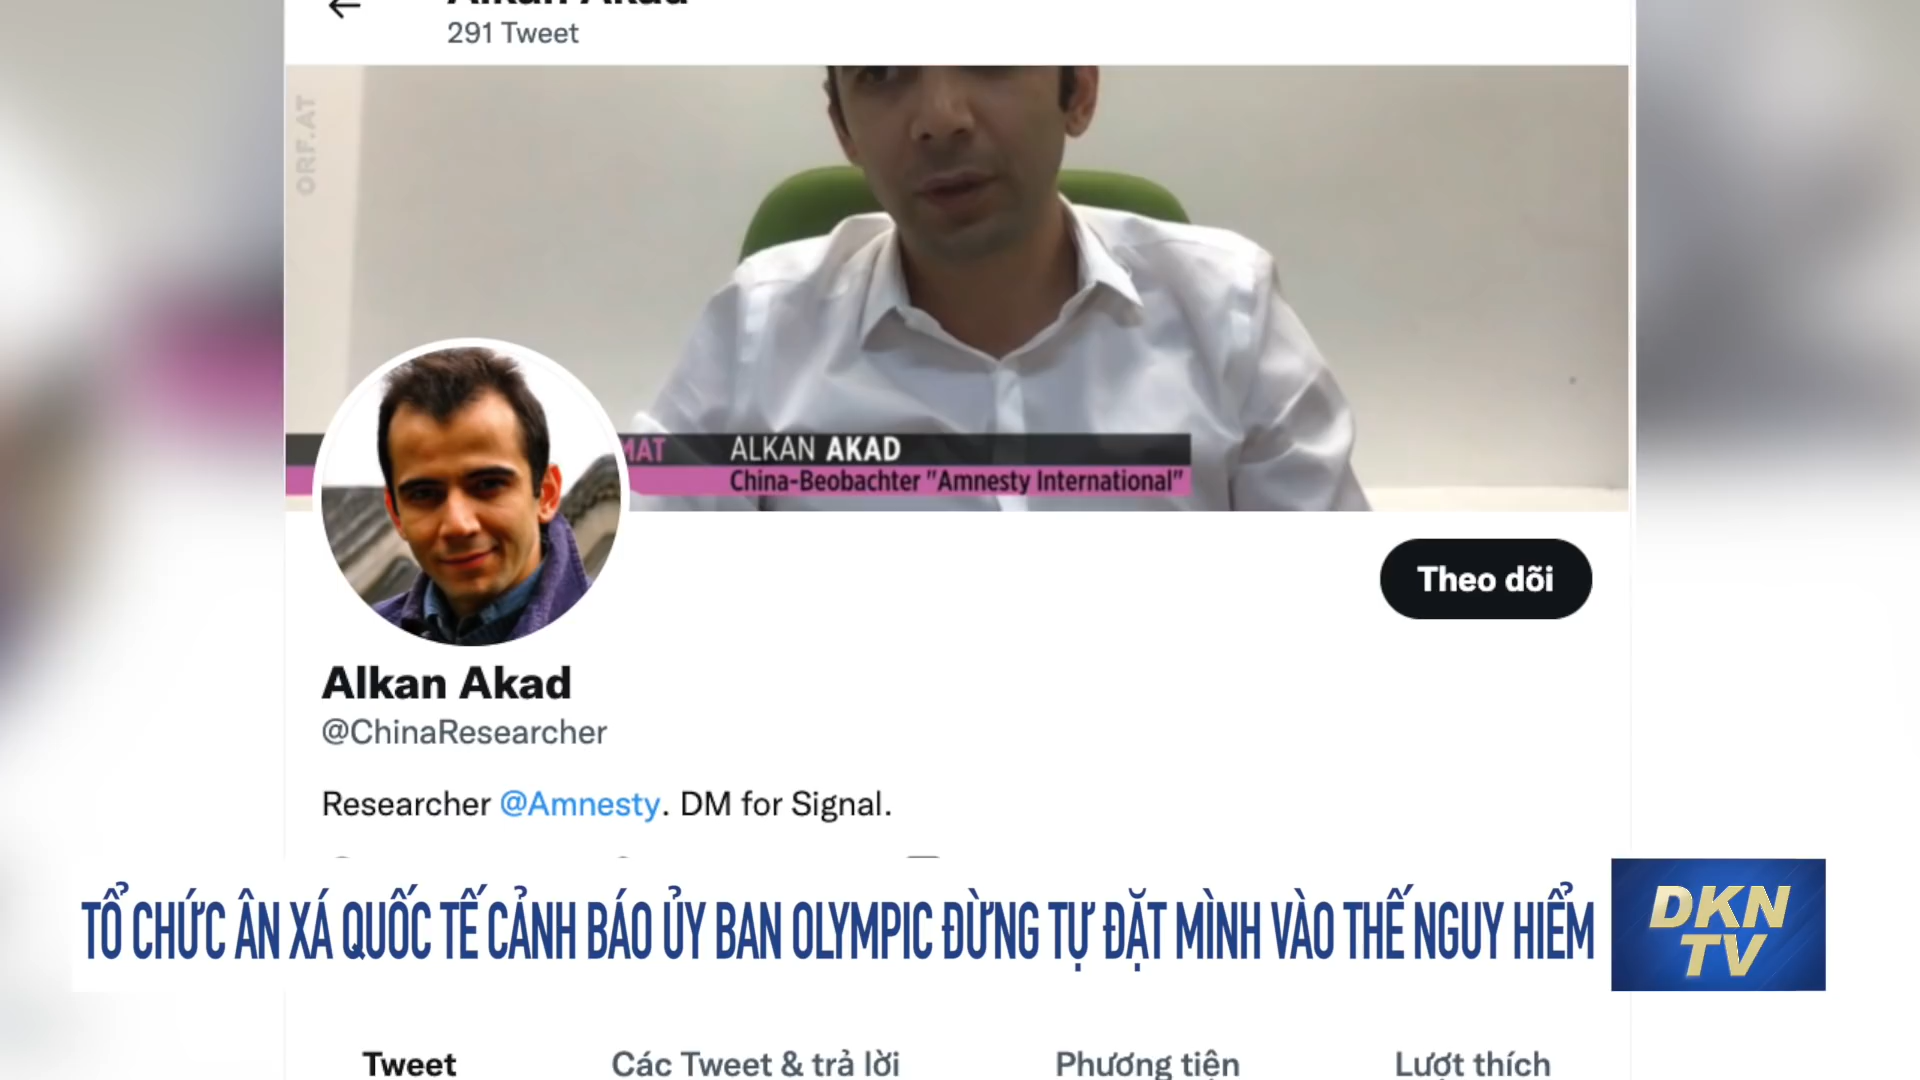 Alkan Akad
291 Tweet
ORF.AT
MAT
ALKAN AKAD
China-Beobachter "Amnesty International"
Theo dõi
Alkan Akad
@ChinaResearcher
Researcher @Amnesty. DM for Signal.
TỔ CHỨC ÂN XÁ QUỐC TẾ CẢNH BÁO ỦY BAN OLYMPIC ĐỪNG TỰ ĐẶT MÌNH VÀO THẾ NGUY HIỂM
DKN
TV
Tweet
Các Tweet & trả lời
Phương tiện
Lượt thích